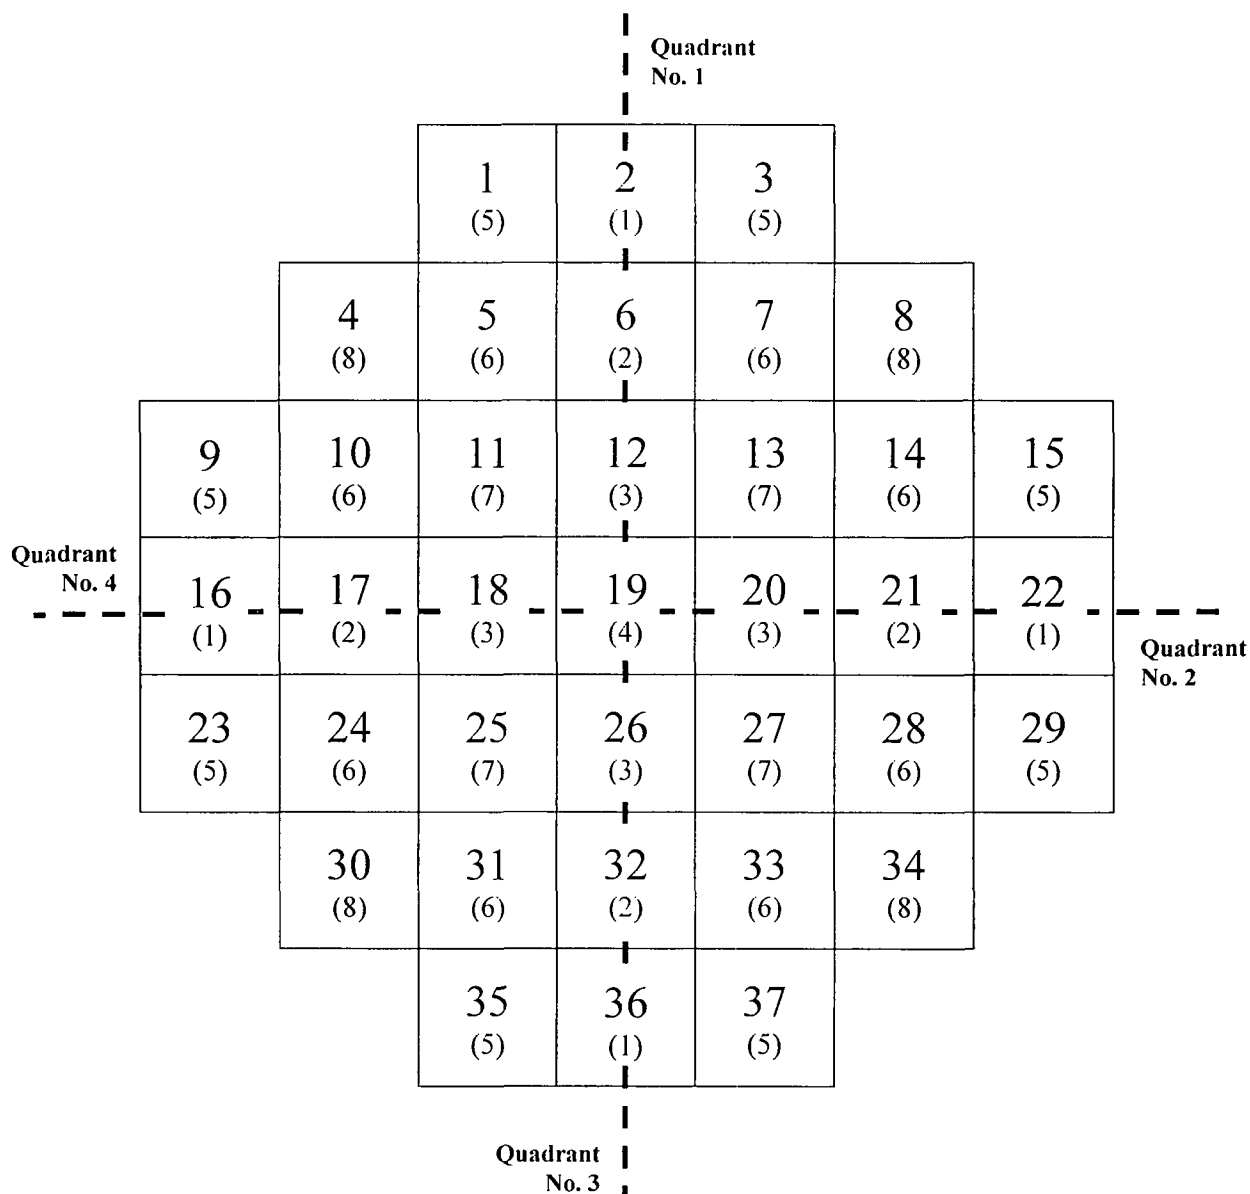 Quadrant
No. 1
1 2 3
(5) (1) (5)
4 5 6 7 8
(8) (6) (2) (6) (8)
9 10 11 12 13 14 15
(5) (6) (7) (3) (7) (6) (5)
Quadrant
No. 4
16 17 18 19 20 21 22
(1) (2) (3) (4) (3) (2) (1)
Quadrant
No. 2
23 24 25 26 27 28 29
(5) (6) (7) (3) (7) (6) (5)
30 31 32 33 34
(8) (6) (2) (6) (8)
35 36 37
(5) (1) (5)
Quadrant
No. 3